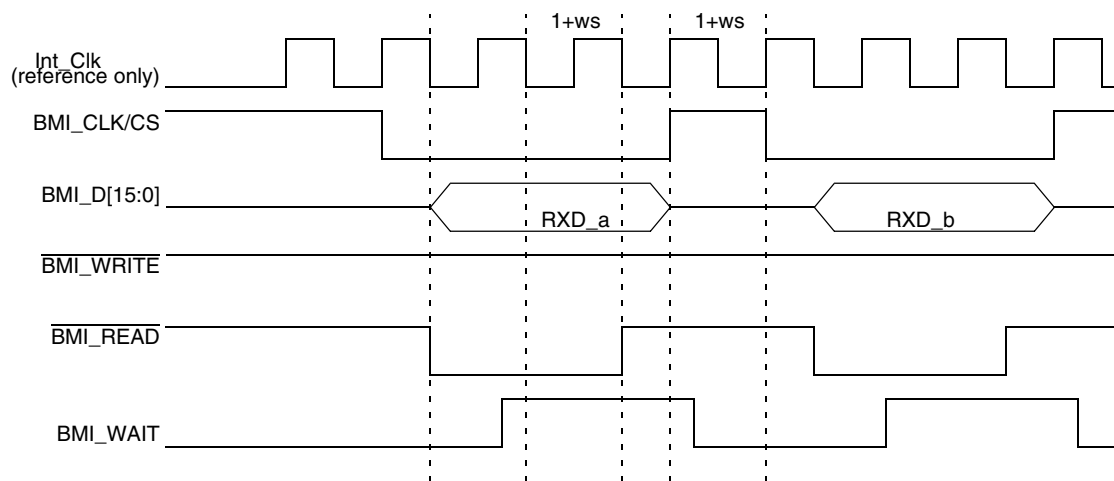 1+ws 1+ws
Int_Clk
(reference only)
BMI_CLK/CS
BMI_D[15:0]
RXD_a RXD_b
BMI_WRITE
BMI_READ
BMI_WAIT